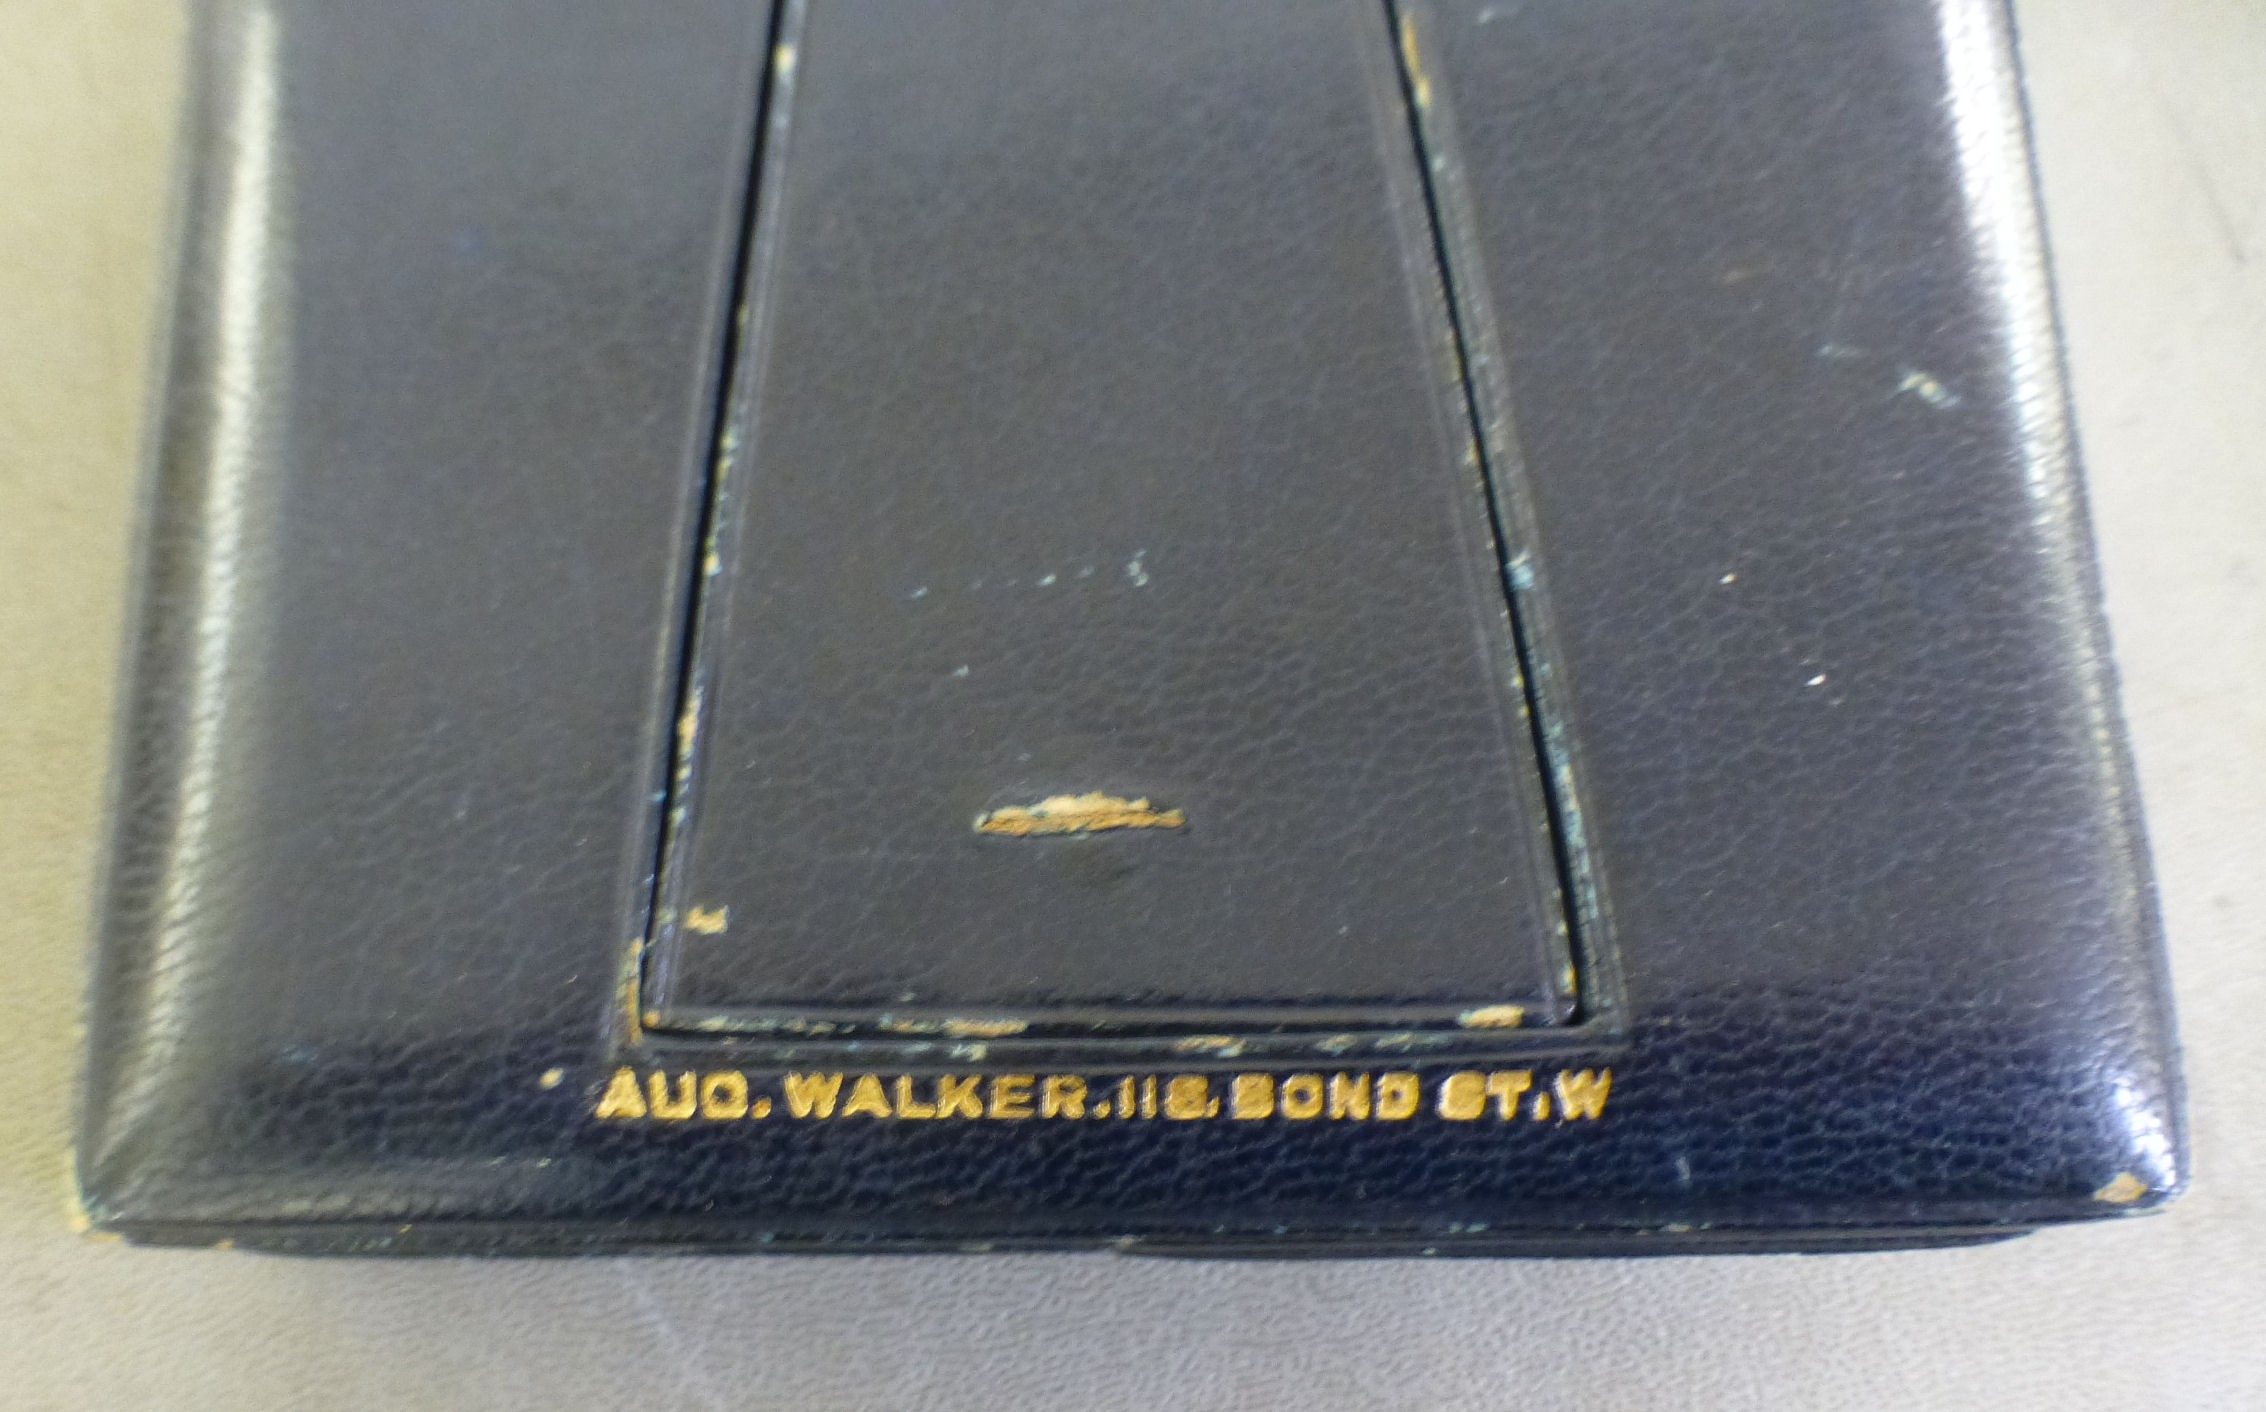 AUG. WALKER. 118, BOND ST. W